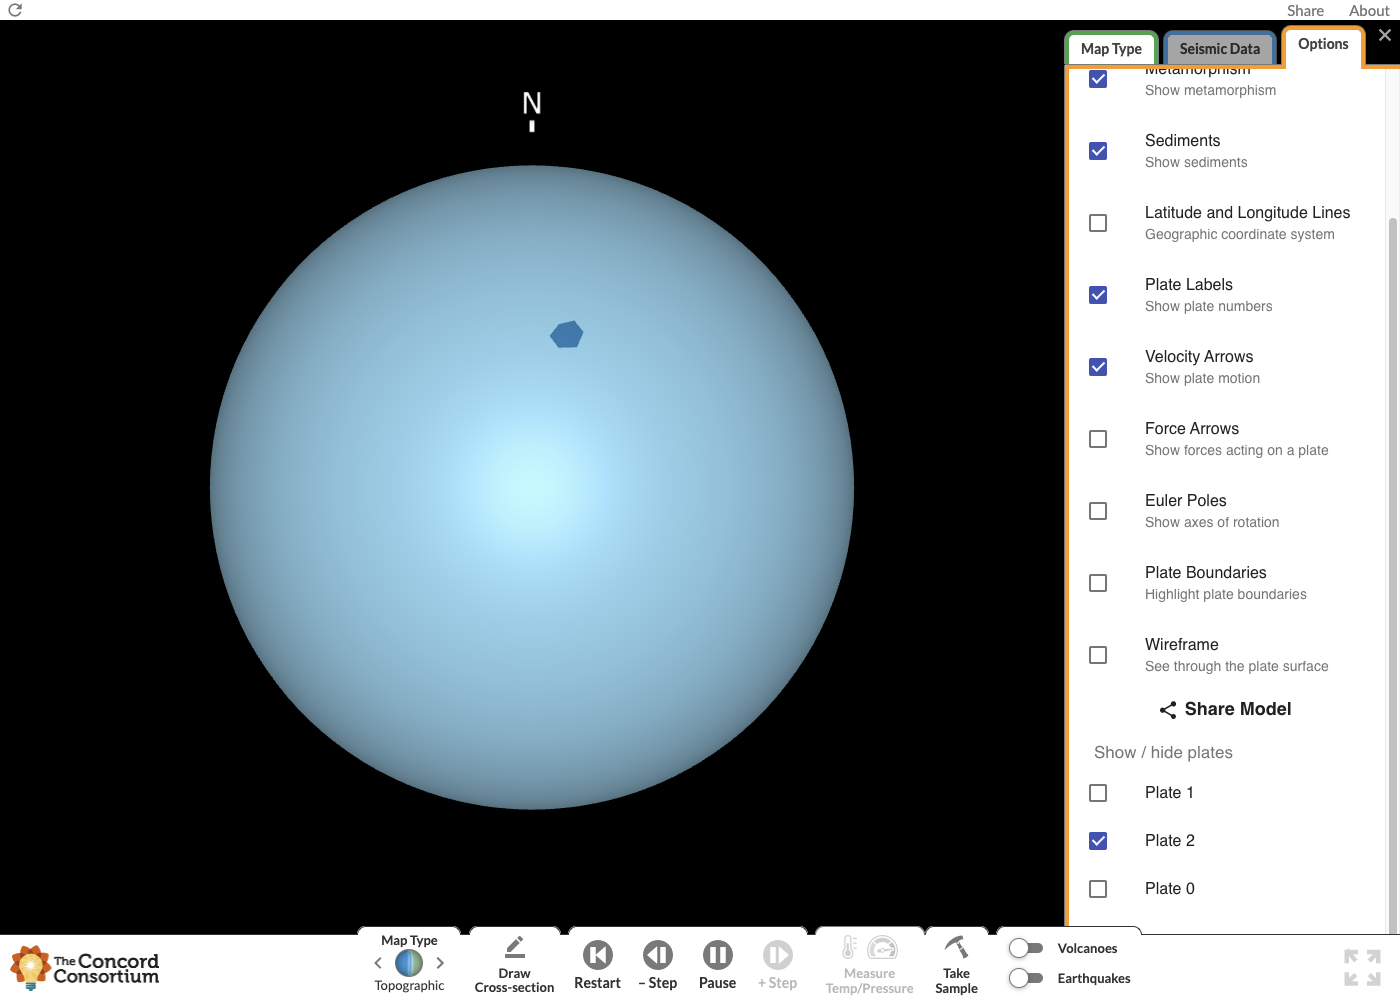 Share About
Map Type Seismic Data Options
Metamorphism
Show metamorphism
N
Sediments
Show sediments
Latitude and Longitude Lines
Geographic coordinate system
Plate Labels
Show plate numbers
Velocity Arrows
Show plate motion
Force Arrows
Show forces acting on a plate
Euler Poles
Show axes of rotation
Plate Boundaries
Highlight plate boundaries
Wireframe
See through the plate surface
Share Model
Show / hide plates
Plate 1
Plate 2
Plate 0
The Concord
Consortium
Map Type
Topographic
Draw
Cross-section
Restart
– Step
Pause
+ Step
Measure
Temp/Pressure
Take
Sample
Volcanoes
Earthquakes